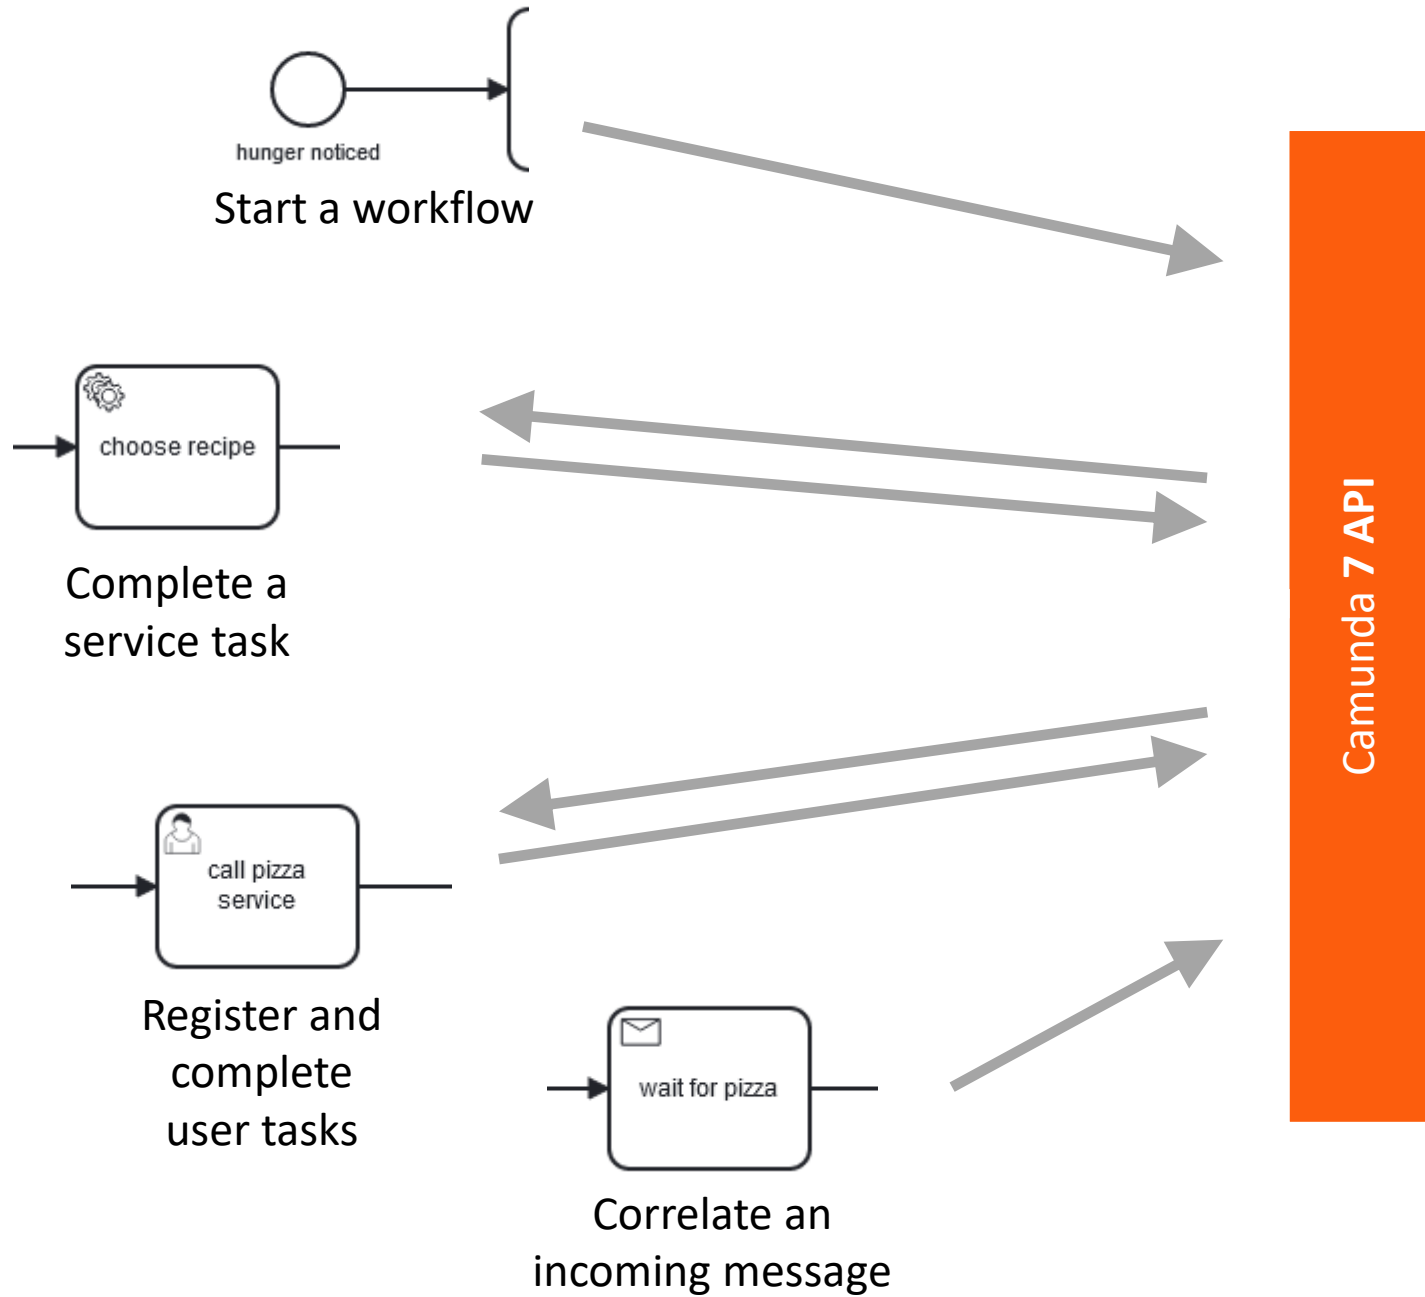 hunger noticed
Start a workflow
choose recipe
Complete a
service task
Camunda 7 API
call pizza
service
Register and
complete
user tasks
wait for pizza
Correlate an
incoming message